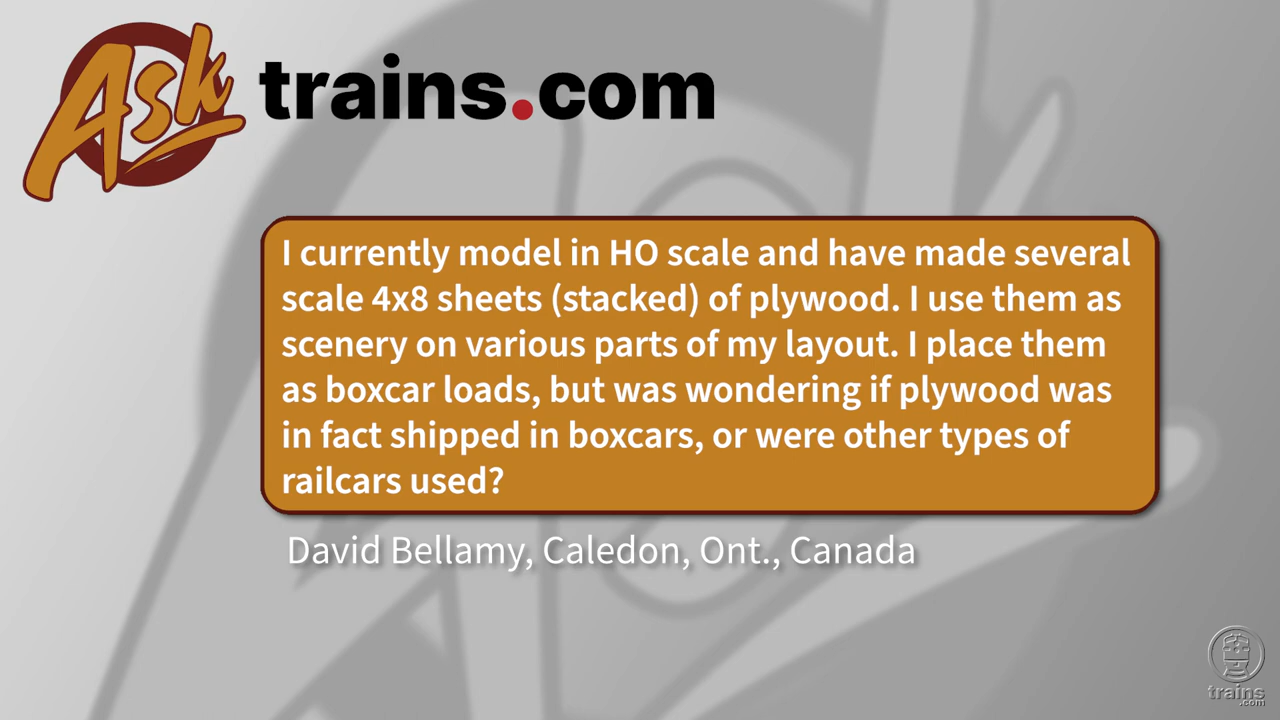 Ask trains.com
I currently model in HO scale and have made several
scale 4x8 sheets (stacked) of plywood. I use them as
scenery on various parts of my layout. I place them
as boxcar loads, but was wondering if plywood was
in fact shipped in boxcars, or were other types of
railcars used?
David Bellamy, Caledon, Ont., Canada
trains
.com